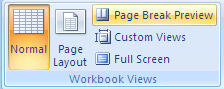 Normal
Page
Layout
Page Break Preview
Custom Views
Full Screen
Workbook Views